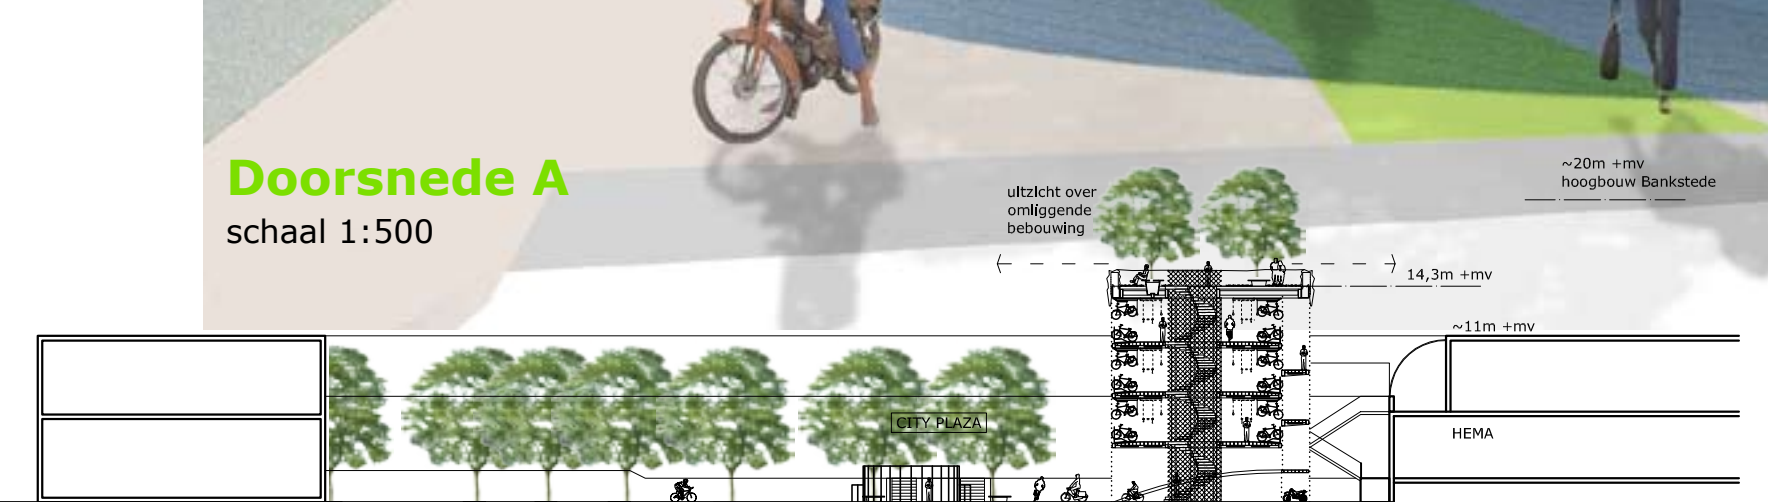 Doorsnede A
schaal 1:500
uitzicht over
omliggende
bebouwing
~20m +mv
hoogbouw Bankstede
14,3m +mv
~11m +mv
CITY PLAZA
HEMA